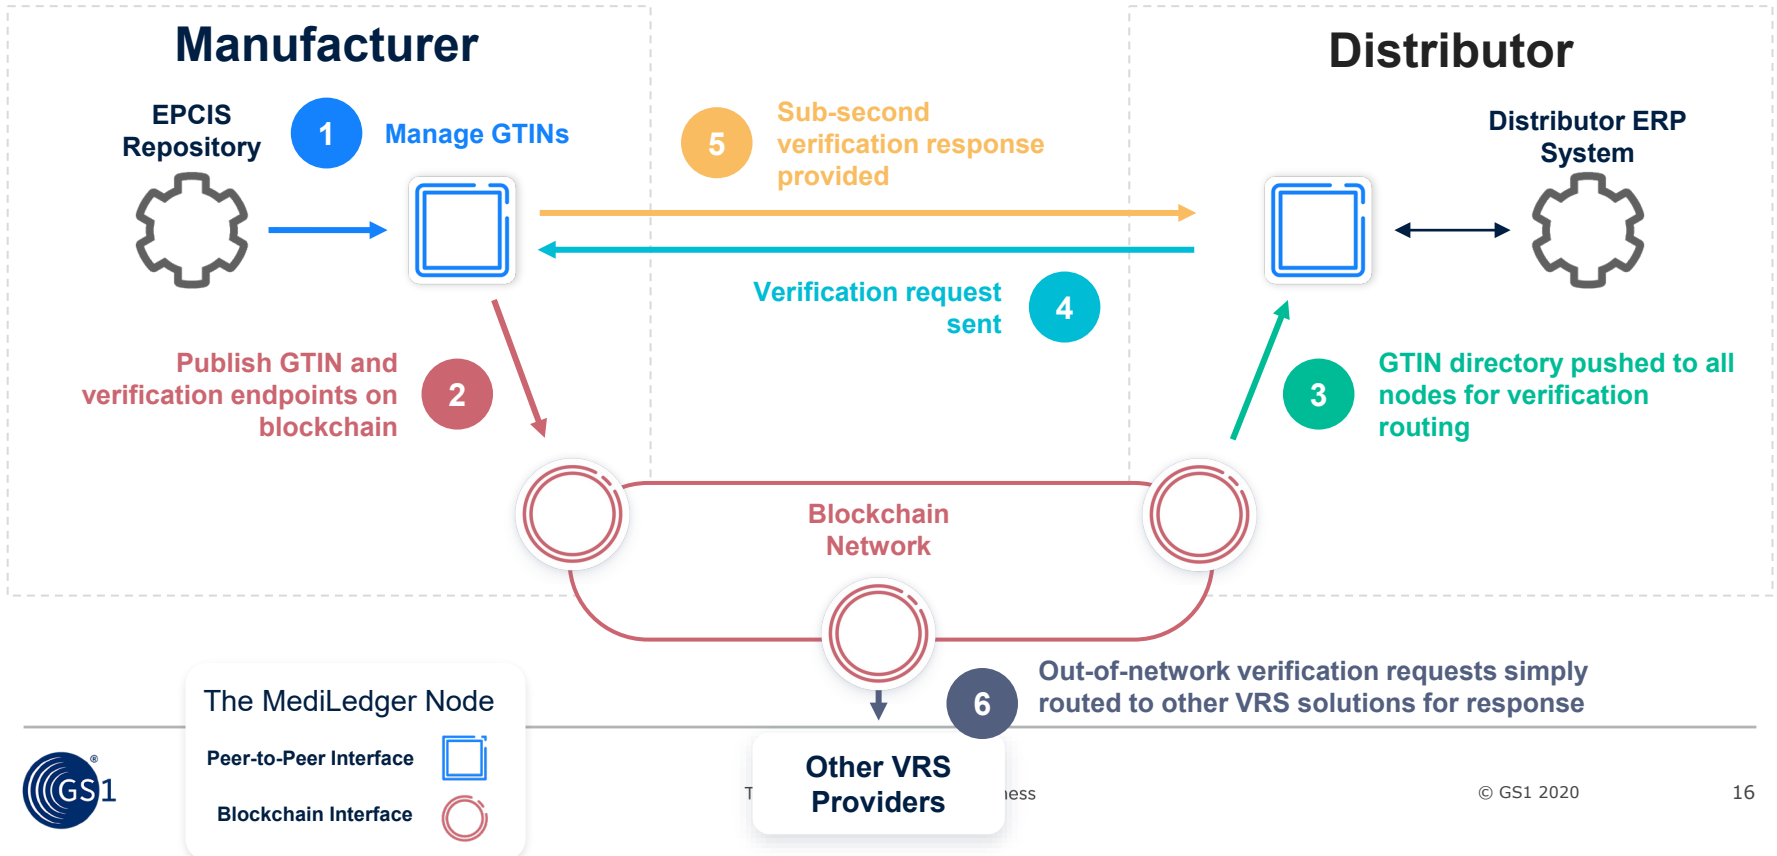 Manufacturer
Distributor
EPCIS
Repository
1
Manage GTINs
5
Sub-second
verification response
provided
Distributor ERP
System
Verification request
sent
4
Publish GTIN and
verification endpoints on
blockchain
2
3
GTIN directory pushed to all
nodes for verification
routing
Blockchain
Network
6
Out-of-network verification requests simply
routed to other VRS solutions for response
The MediLedger Node
Peer-to-Peer Interface
Blockchain Interface
Other VRS
Providers
GS1®
© GS1 2020
16